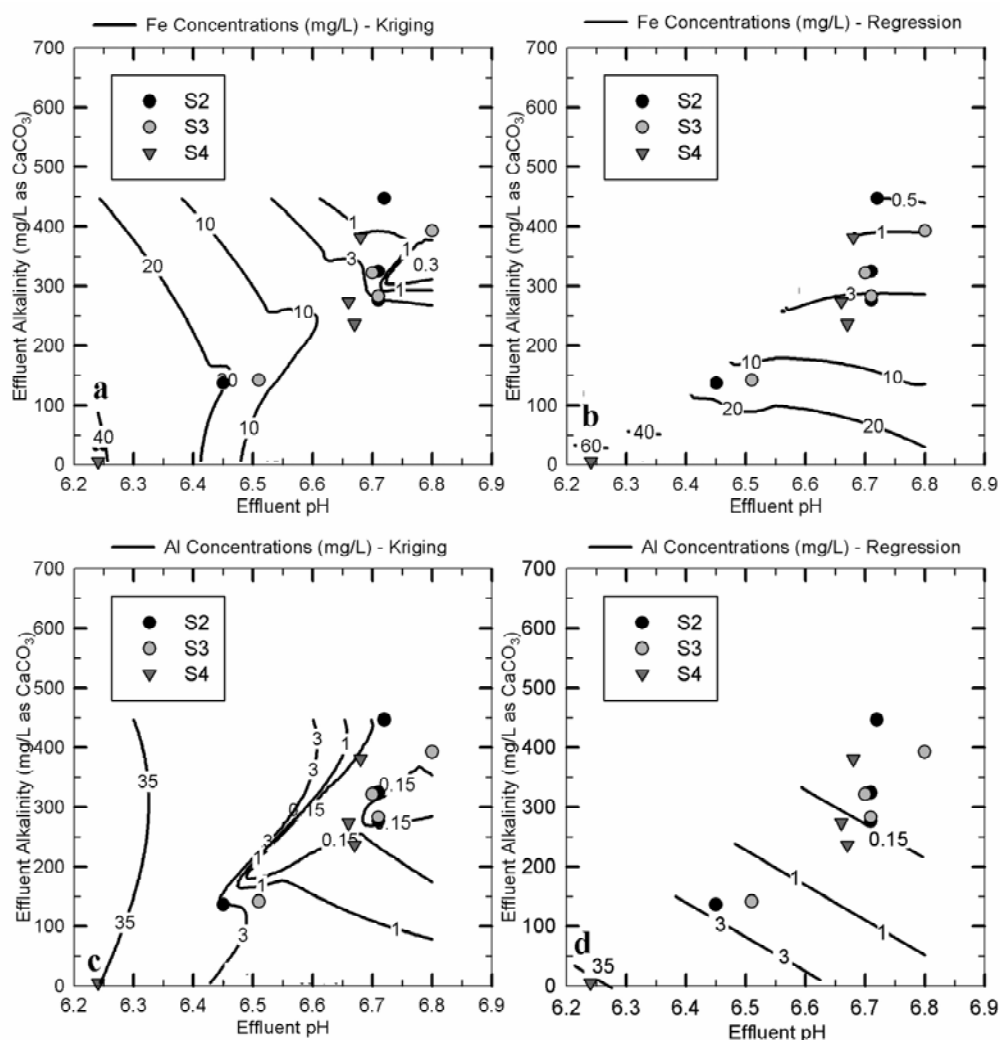 Fe Concentrations (mg/L) - Kriging
700
600
500
400
300
200
100
0
Effluent Alkalinity (mg/L as CaCO3)
S2
S3
S4
20
10
10
10
3
1
1
0.3
1
40
a
6.2 6.3 6.4 6.5 6.6 6.7 6.8 6.9
Effluent pH
Fe Concentrations (mg/L) - Regression
700
600
500
400
300
200
100
0
Effluent Alkalinity (mg/L as CaCO3)
S2
S3
S4
0.5
1
3
10
10
20
20
40
60
b
6.2 6.3 6.4 6.5 6.6 6.7 6.8 6.9
Effluent pH
Al Concentrations (mg/L) - Kriging
700
600
500
400
300
200
100
0
Effluent Alkalinity (mg/L as CaCO3)
S2
S3
S4
35
35
3
1
3
0.15
3
1
1
0.15
0.15
0.15
3
1
c
6.2 6.3 6.4 6.5 6.6 6.7 6.8 6.9
Effluent pH
Al Concentrations (mg/L) - Regression
700
600
500
400
300
200
100
0
Effluent Alkalinity (mg/L as CaCO3)
S2
S3
S4
0.15
1
1
3
3
35
d
6.2 6.3 6.4 6.5 6.6 6.7 6.8 6.9
Effluent pH